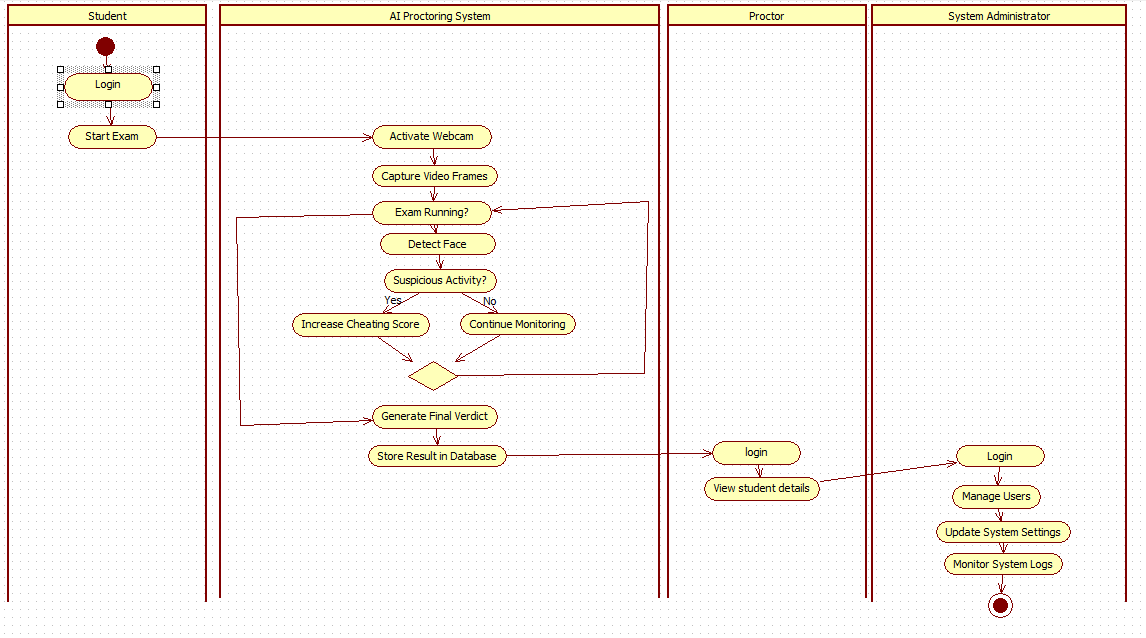 Student
AI Proctoring System
Proctor
System Administrator
Login
Start Exam
Activate Webcam
Capture Video Frames
Exam Running?
Detect Face
Suspicious Activity?
Yes
No
Increase Cheating Score
Continue Monitoring
Generate Final Verdict
Store Result in Database
login
View student details
Login
Manage Users
Update System Settings
Monitor System Logs